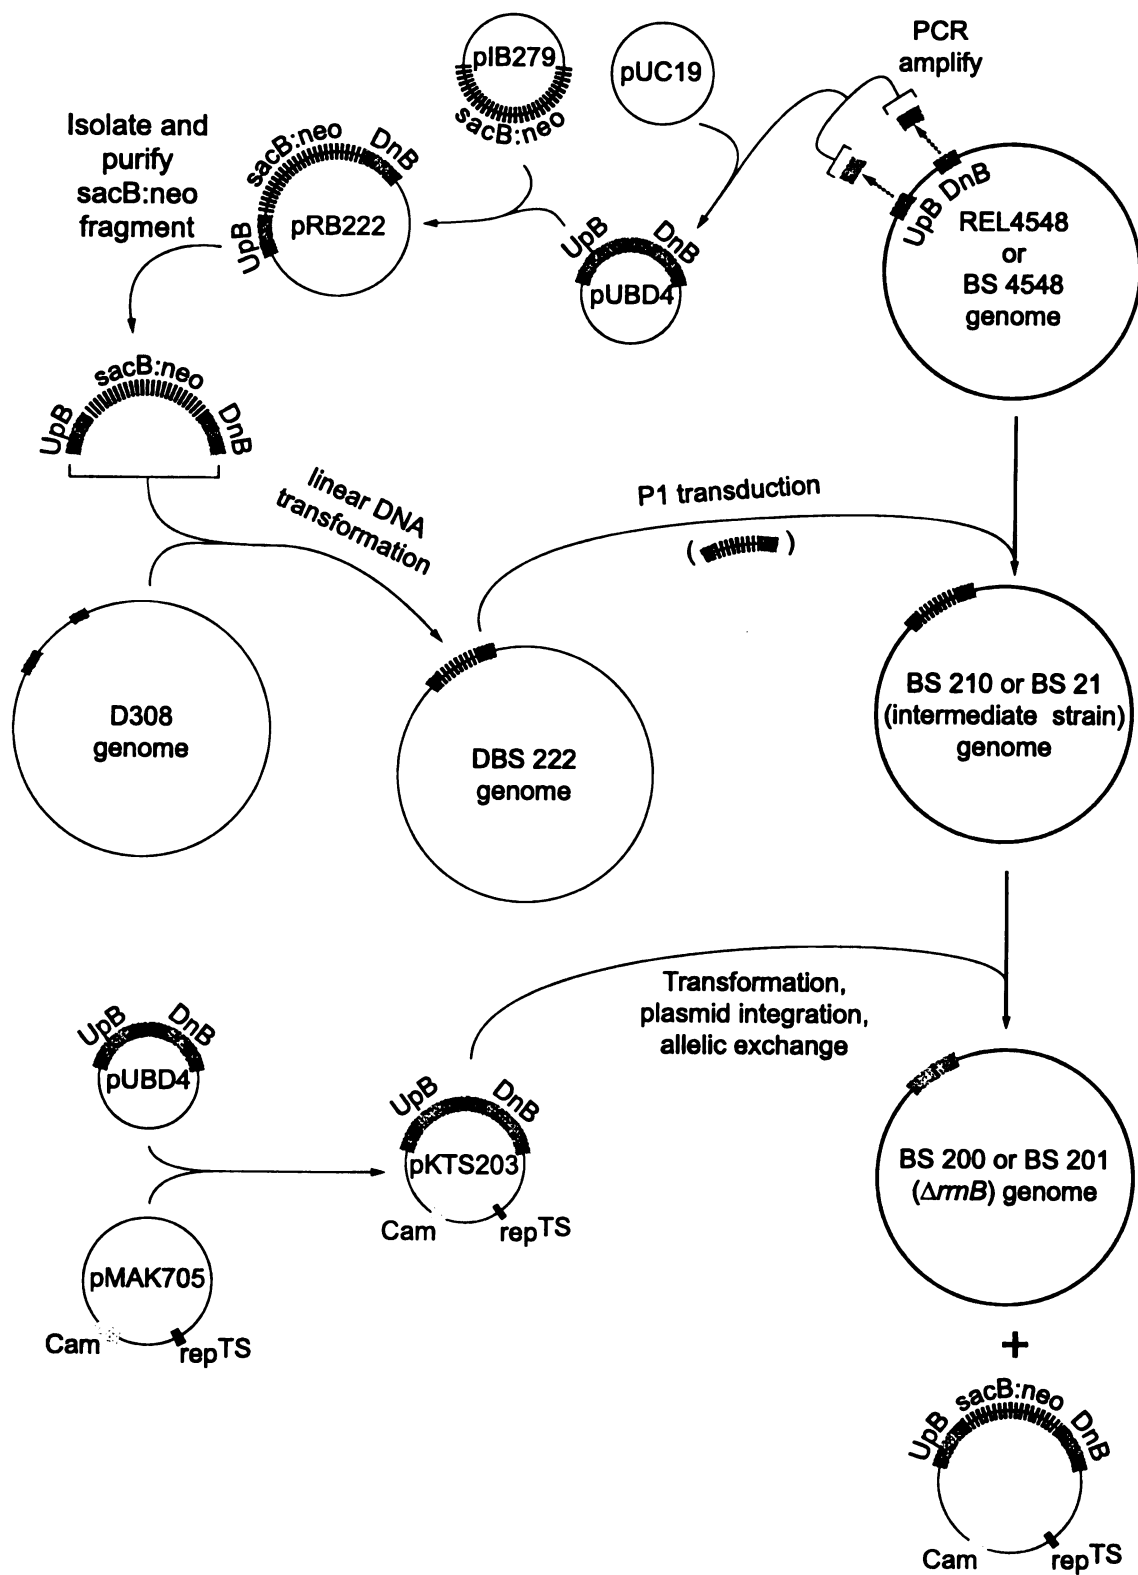 PCR
amplify
pIB279
sacB:neo
pUC19
Isolate and
purify
sacB:neo
fragment
sacB:neo
DnB
UpB
pRB222
UpB
DnB
pUBD4
UpB
DnB
REL4548
or
BS 4548
genome
sacB:neo
UpB
DnB
linear DNA
transformation
P1 transduction
( )
D308
genome
DBS 222
genome
BS 210 or BS 21
(intermediate strain)
genome
Transformation,
plasmid integration,
allelic exchange
UpB
DnB
pUBD4
UpB
DnB
pKTS203
Cam
repTS
pMAK705
Cam
repTS
BS 200 or BS 201
(ΔrrnB) genome
+
sacB:neo
UpB
DnB
Cam
repTS